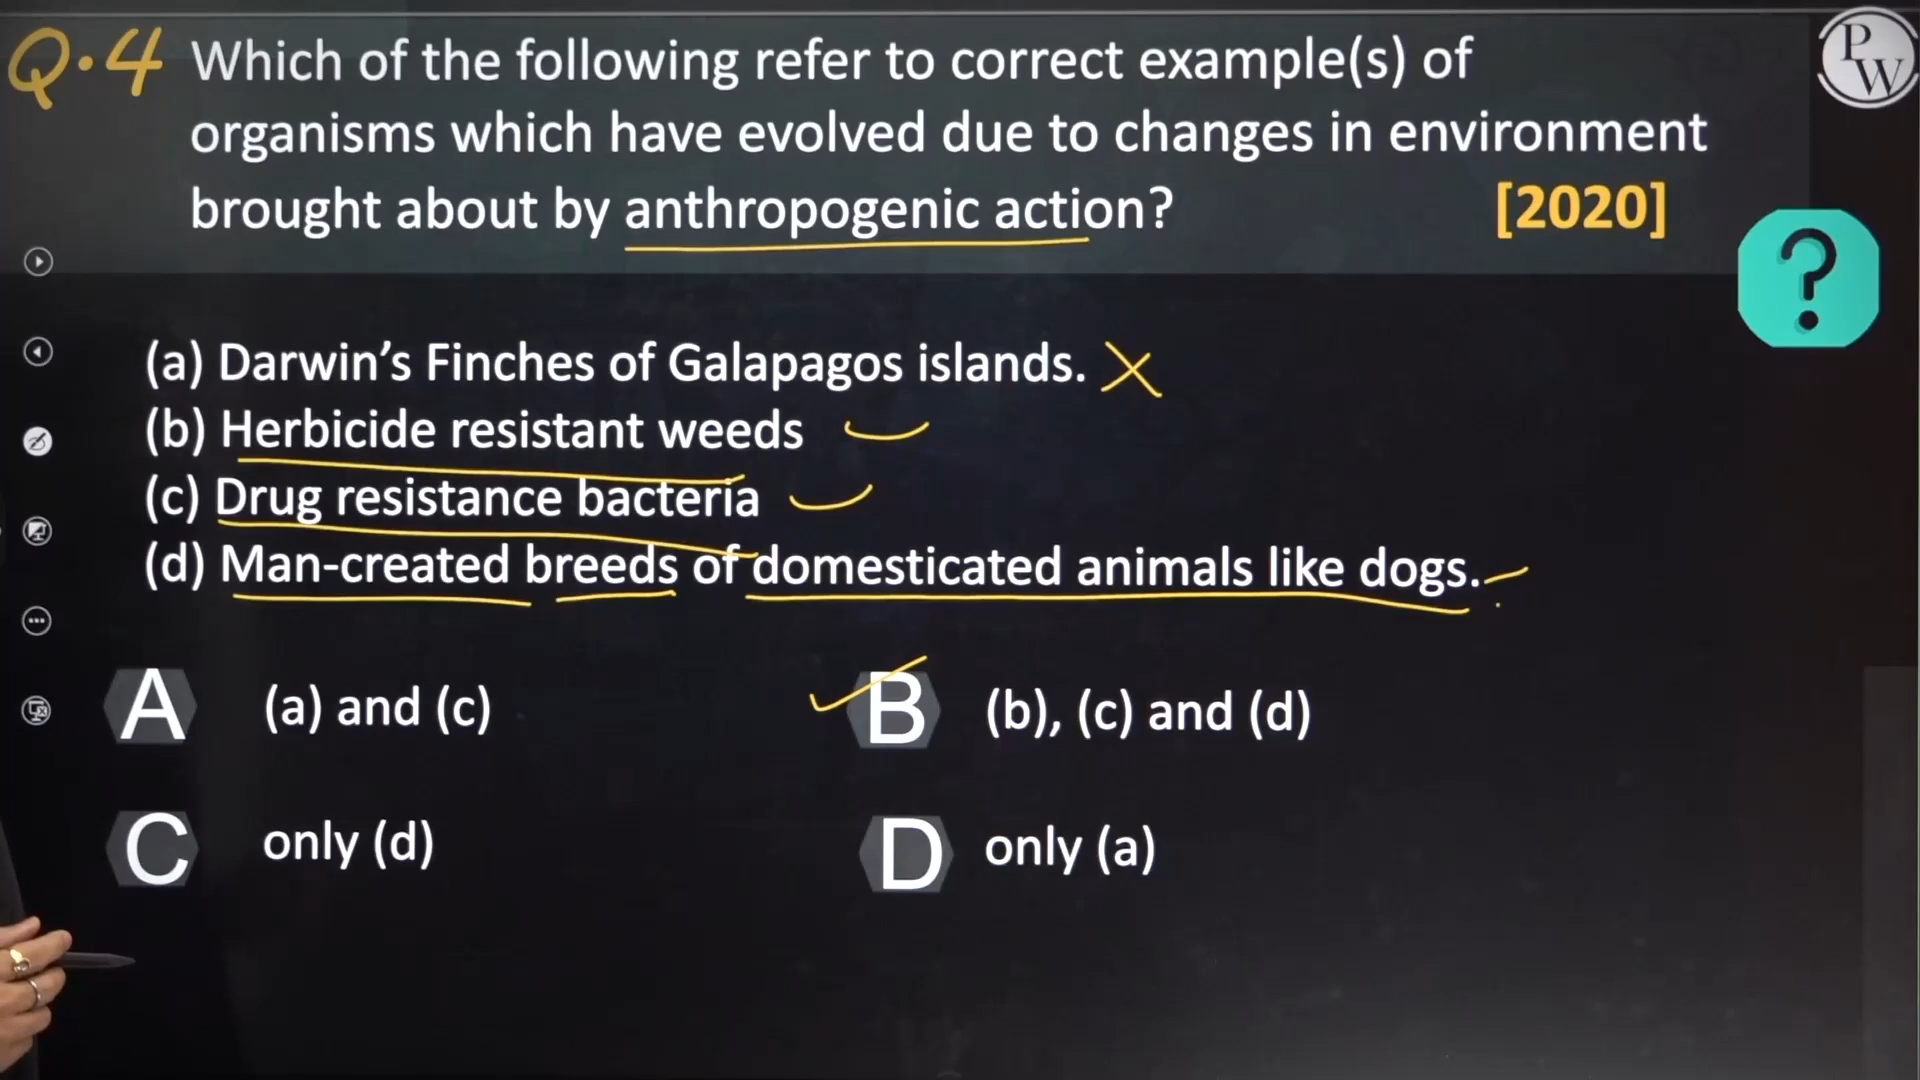 Q.4 Which of the following refer to correct example(s) of
organisms which have evolved due to changes in environment
brought about by anthropogenic action? [2020]
PW
?
(a) Darwin's Finches of Galapagos islands.
(b) Herbicide resistant weeds
(c) Drug resistance bacteria
(d) Man-created breeds of domesticated animals like dogs.
A (a) and (c)
B (b), (c) and (d)
C only (d)
D only (a)